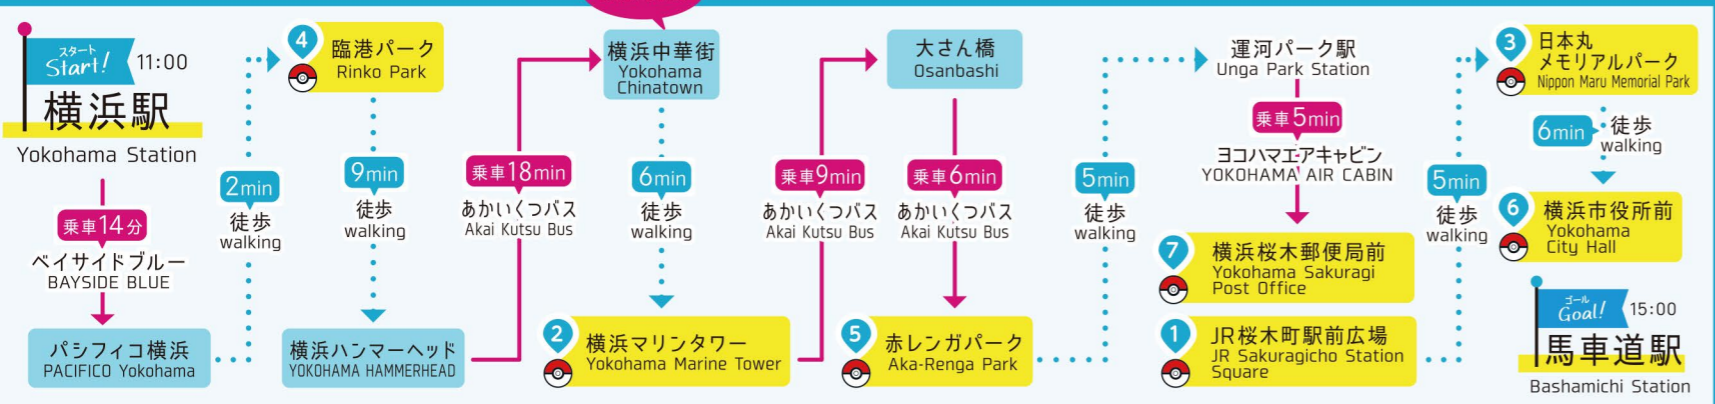 スタート
Start!
11:00
横浜駅
Yokohama Station
乗車14分
ベイサイドブルー
BAYSIDE BLUE
パシフィコ横浜
PACIFICO Yokohama
2min
徒歩
walking
4
臨港パーク
Rinko Park
9min
徒歩
walking
横浜ハンマーヘッド
YOKOHAMA HAMMERHEAD
乗車18min
あかいくつバス
Akai Kutsu Bus
横浜中華街
Yokohama
Chinatown
6min
徒歩
walking
2
横浜マリンタワー
Yokohama Marine Tower
乗車9min
あかいくつバス
Akai Kutsu Bus
大さん橋
Osanbashi
乗車6min
あかいくつバス
Akai Kutsu Bus
5
赤レンガパーク
Aka-Renga Park
5min
徒歩
walking
運河パーク駅
Unga Park Station
乗車5min
ヨコハマエアキャビン
YOKOHAMA AIR CABIN
7
横浜桜木郵便局前
Yokohama Sakuragi
Post Office
1
JR桜木町駅前広場
JR Sakuragicho Station
Square
5min
徒歩
walking
3
日本丸
メモリアルパーク
Nippon Maru Memorial Park
6min
徒歩
walking
6
横浜市役所前
Yokohama
City Hall
ゴール
Goal!
15:00
馬車道駅
Bashamichi Station